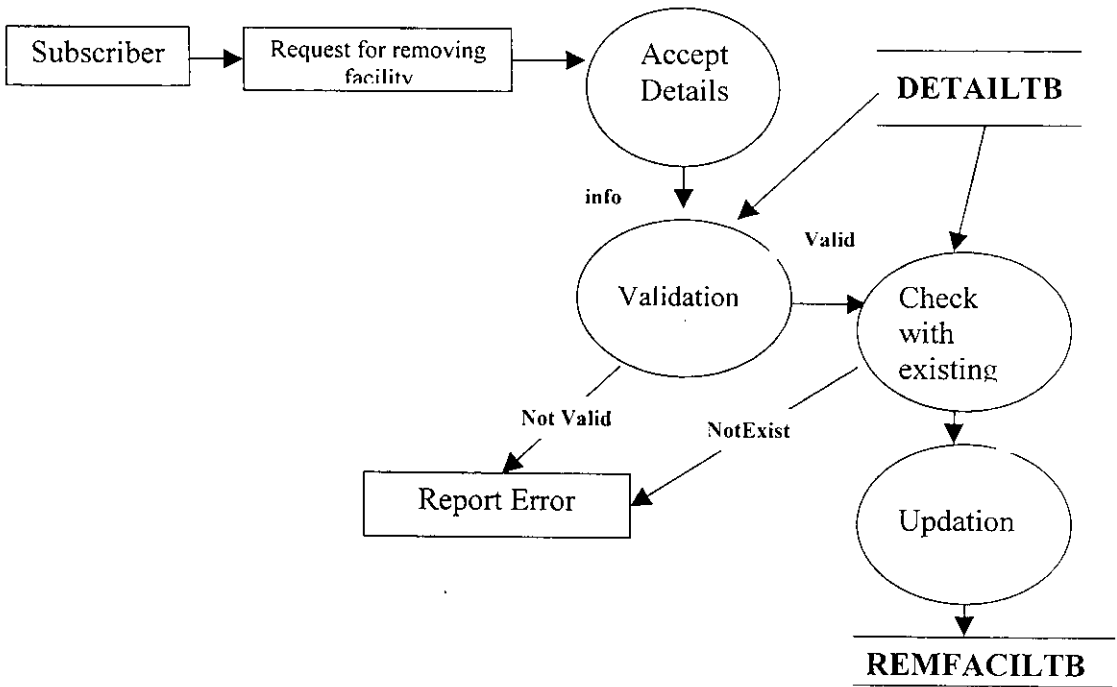 Subscriber
Request for removing
facility
Accept
Details
DETAILTB
info
Valid
Validation
Check
with
existing
Not Valid
NotExist
Report Error
Updation
REMFACILTB